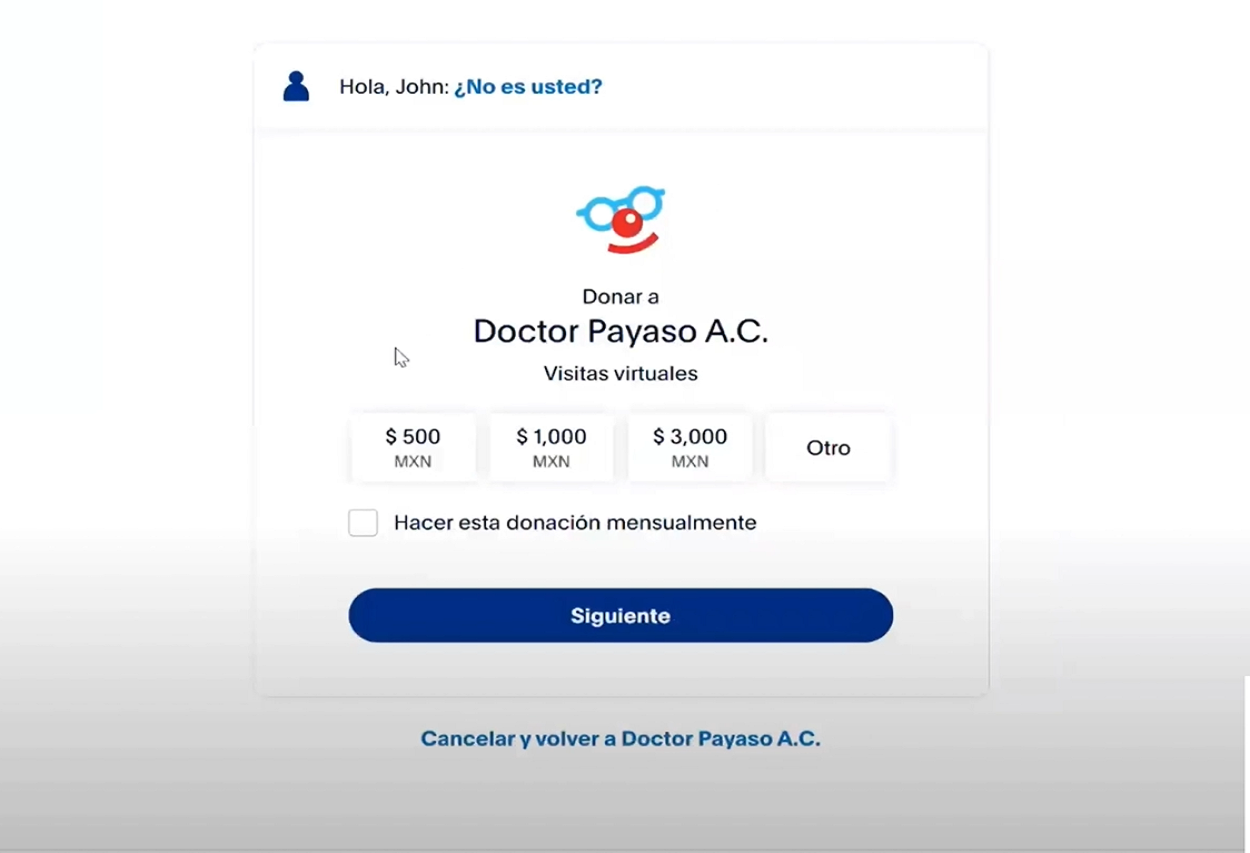 Hola, John: ¿No es usted?
Donar a
Doctor Payaso A.C.
Visitas virtuales
$ 500 $ 1,000 $ 3,000 Otro
MXN MXN MXN
Hacer esta donación mensualmente
Siguiente
Cancelar y volver a Doctor Payaso A.C.